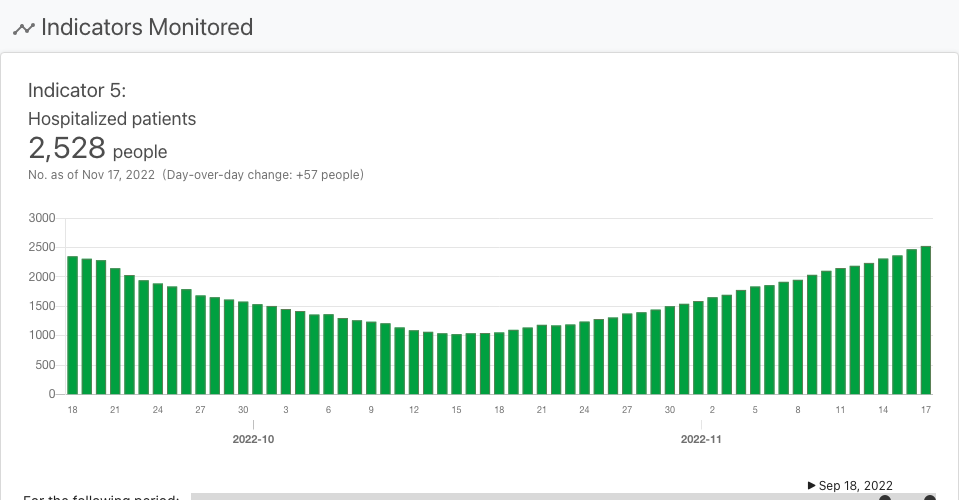 Indicators Monitored
Indicator 5:
Hospitalized patients
2,528 people
No. as of Nov 17, 2022 (Day-over-day change: +57 people)
3000
2500
2000
1500
1000
500
0
18 21 24 27 30 3 6 9 12 15 18 21 24 27 30 2 5 8 11 14 17
2022-10 2022-11
▶ Sep 18, 2022
For the following period: